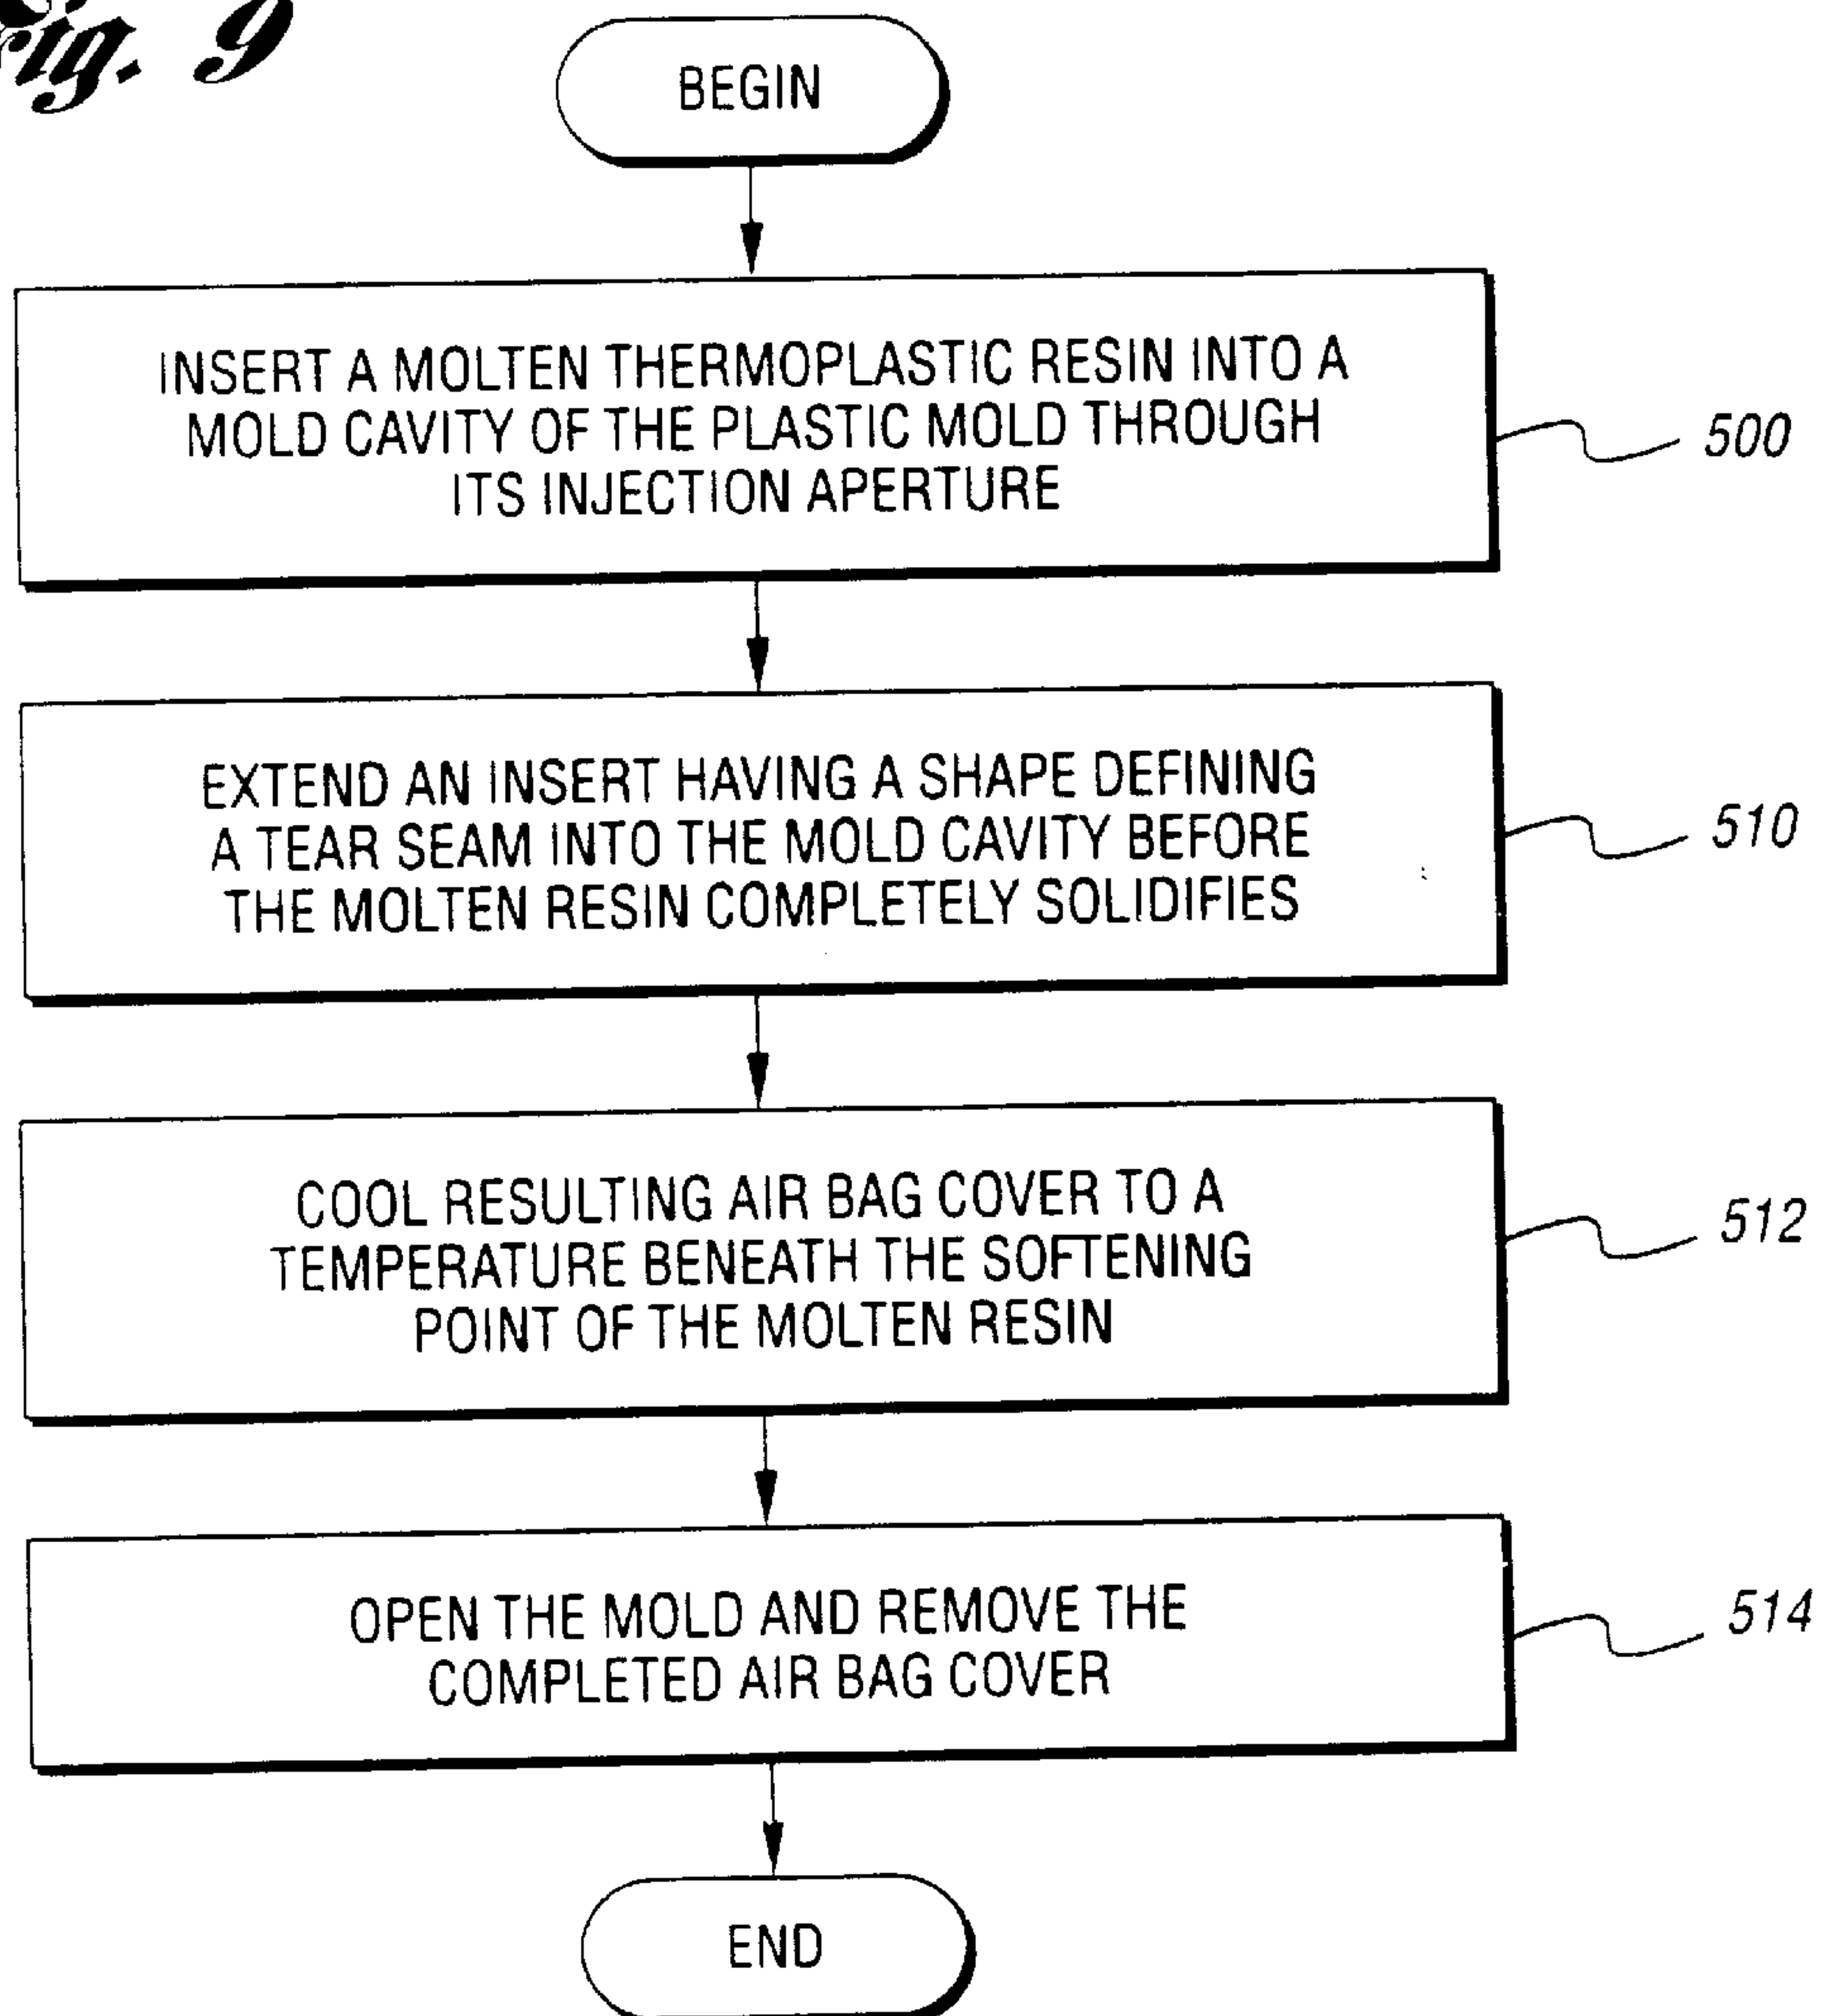 Fig. 9
BEGIN
INSERT A MOLTEN THERMOPLASTIC RESIN INTO A
MOLD CAVITY OF THE PLASTIC MOLD THROUGH
ITS INJECTION APERTURE
500
EXTEND AN INSERT HAVING A SHAPE DEFINING
A TEAR SEAM INTO THE MOLD CAVITY BEFORE
THE MOLTEN RESIN COMPLETELY SOLIDIFIES
510
COOL RESULTING AIR BAG COVER TO A
TEMPERATURE BENEATH THE SOFTENING
POINT OF THE MOLTEN RESIN
512
OPEN THE MOLD AND REMOVE THE
COMPLETED AIR BAG COVER
514
END